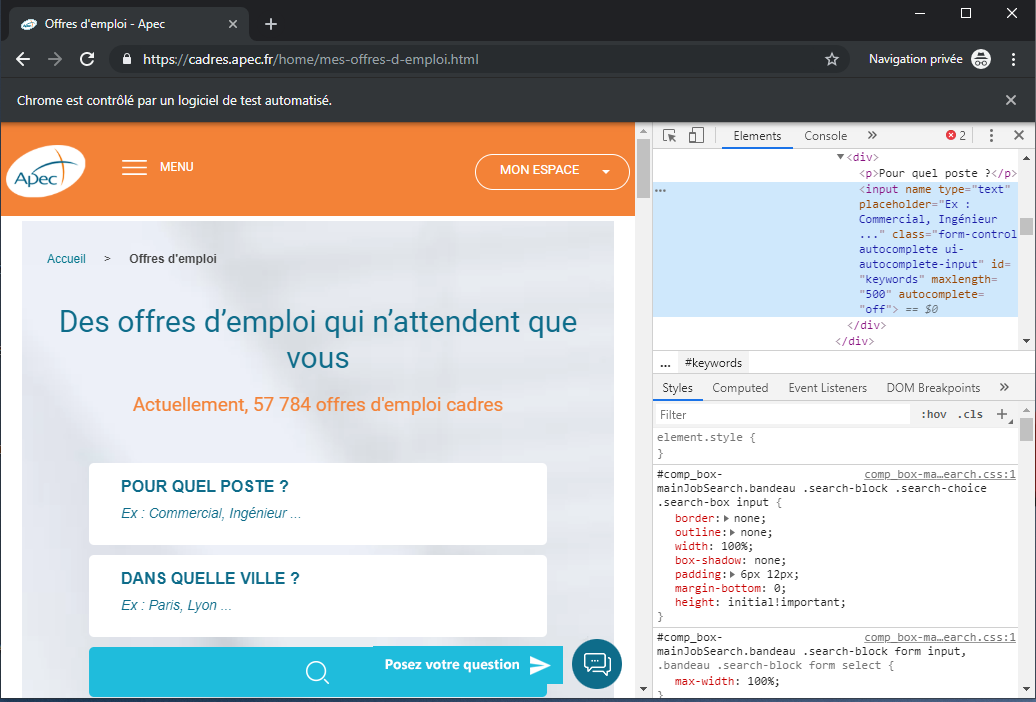 Offres d'emploi - Apec
https://cadres.apec.fr/home/mes-offres-d-emploi.html
Navigation privée
Chrome est contrôlé par un logiciel de test automatisé.
Apec
MENU
MON ESPACE
Accueil > Offres d'emploi
Des offres d’emploi qui n’attendent que
vous
Actuellement, 57 784 offres d'emploi cadres
POUR QUEL POSTE ?
Ex : Commercial, Ingénieur ...
DANS QUELLE VILLE ?
Ex : Paris, Lyon ...
Posez votre question
Elements Console » 2
<div>
<p>Pour quel poste ?</p>
… <input name type="text"
placeholder="Ex :
Commercial, Ingénieur
..." class="form-control
autocomplete ui-
autocomplete-input" id=
"keywords" maxlength=
"500" autocomplete=
"off"> == $0
</div>
</div>
... #keywords
Styles Computed Event Listeners DOM Breakpoints »
Filter :hov .cls +
element.style {
}
#comp_box- comp_box-ma…earch.css:1
mainJobSearch.bandeau .search-block .search-choice
.search-box input {
border: none;
outline: none;
width: 100%;
box-shadow: none;
padding: 6px 12px;
margin-bottom: 0;
height: initial!important;
}
#comp_box- comp_box-ma…earch.css:1
mainJobSearch.bandeau .search-block form input,
.bandeau .search-block form select {
max-width: 100%;
}